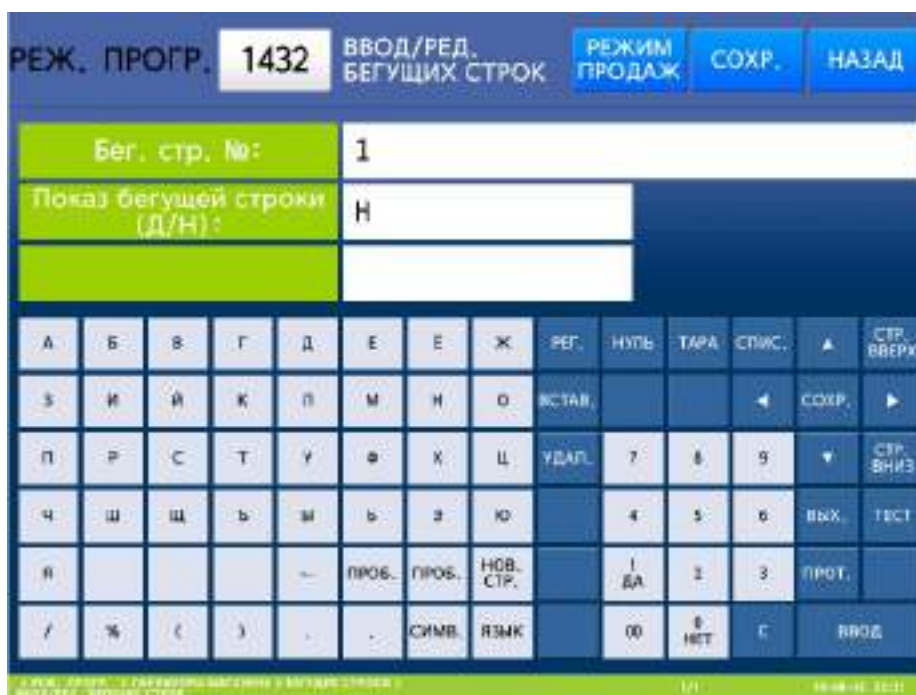 РЕЖ. ПРОГР. 1432 ВВОД/РЕД. БЕГУЩИХ СТРОК РЕЖИМ ПРОДАЖ СОХР. НАЗАД
Бег. стр. №: 1
Показ бегущей строки (Д/Н): Н
А Б В Г Д Е Ё Ж РЕГ. НУЛЬ ТАРА СПИС. ▲ СТР. ВВЕРХ
З И Й К Л М Н О ВСТАВ. ◀ СОХР. ▶
П Р С Т У Ф Х Ц УДАЛ. 7 8 9 ▼ СТР. ВНИЗ
Ч Ш Щ Ъ Ы Ь Э Ю 4 5 6 ВЫХ. ТЕСТ
Я ПРОБ. ПРОБ. НОВ. СТР. 1 ДА 2 3 ПРОТ.
/ % ( ) , . СИМВ. ЯЗЫК 00 0 НЕТ C ВВОД
1/1